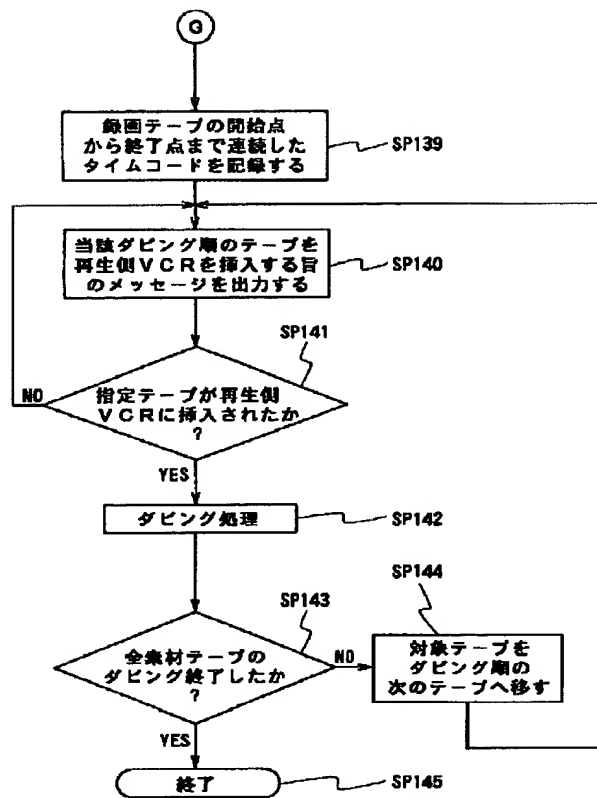 G
録画テープの開始点
から終了点まで連続した
タイムコードを記録する
SP139
当該ダビング順のテープを
再生側VCRを挿入する旨
のメッセージを出力する
SP140
SP141
指定テープが再生側
VCRに挿入されたか
?
NO
YES
ダビング処理
SP142
SP143
全素材テープの
ダビング終了したか
?
NO
SP144
対象テープを
ダビング順の
次のテープへ移す
YES
終了
SP145